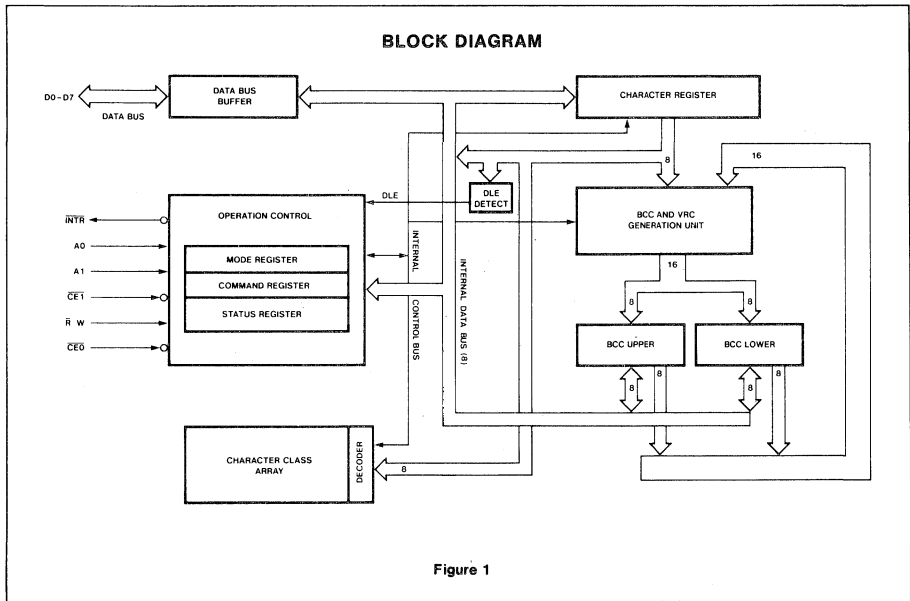 BLOCK DIAGRAM
D0-D7
DATA BUS
DATA BUS
BUFFER
CHARACTER REGISTER
8
16
DLE
DLE
DETECT
BCC AND VRC
GENERATION UNIT
OPERATION CONTROL
MODE REGISTER
COMMAND REGISTER
STATUS REGISTER
INTR
A0
A1
CE1
R W
CE0
INTERNAL
CONTROL BUS
INTERNAL DATA BUS (8)
16
8
8
BCC UPPER
BCC LOWER
8
8
8
8
CHARACTER CLASS
ARRAY
DECODER
8
Figure 1